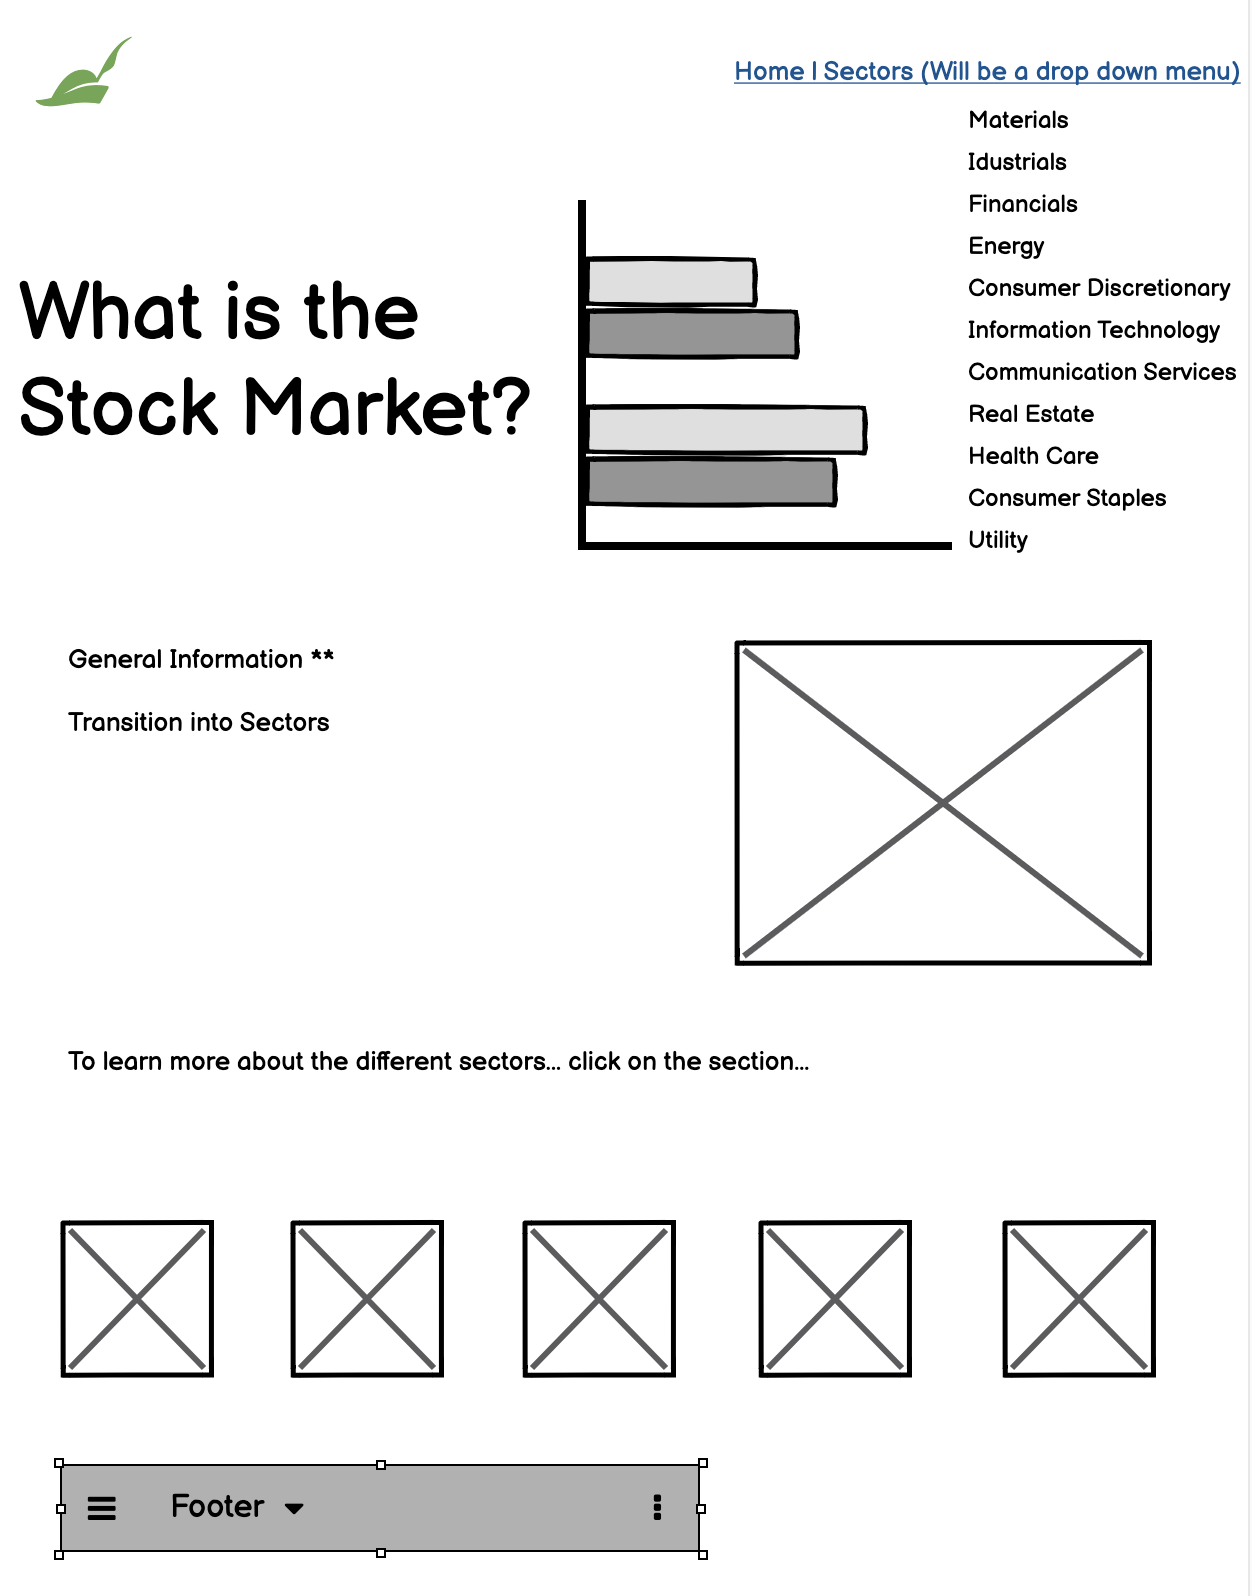 Home | Sectors (Will be a drop down menu)
Materials
Idustrials
Financials
Energy
Consumer Discretionary
Information Technology
Communication Services
Real Estate
Health Care
Consumer Staples
Utility
What is the
Stock Market?
General Information **
Transition into Sectors
To learn more about the different sectors... click on the section...
Footer